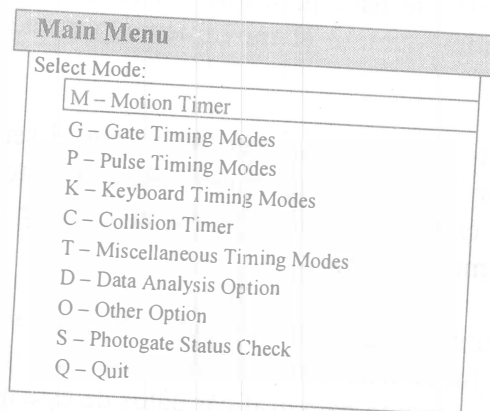 Main Menu
Select Mode:
M – Motion Timer
G – Gate Timing Modes
P – Pulse Timing Modes
K – Keyboard Timing Modes
C – Collision Timer
T – Miscellaneous Timing Modes
D – Data Analysis Option
O – Other Option
S – Photogate Status Check
Q – Quit